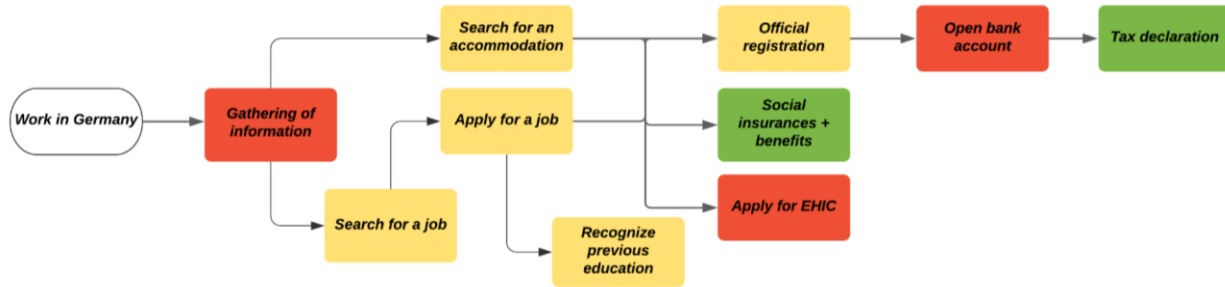 Work in Germany
Gathering of
information
Search for an
accommodation
Search for a job
Apply for a job
Recognize
previous
education
Official
registration
Social
insurances +
benefits
Apply for EHIC
Open bank
account
Tax declaration